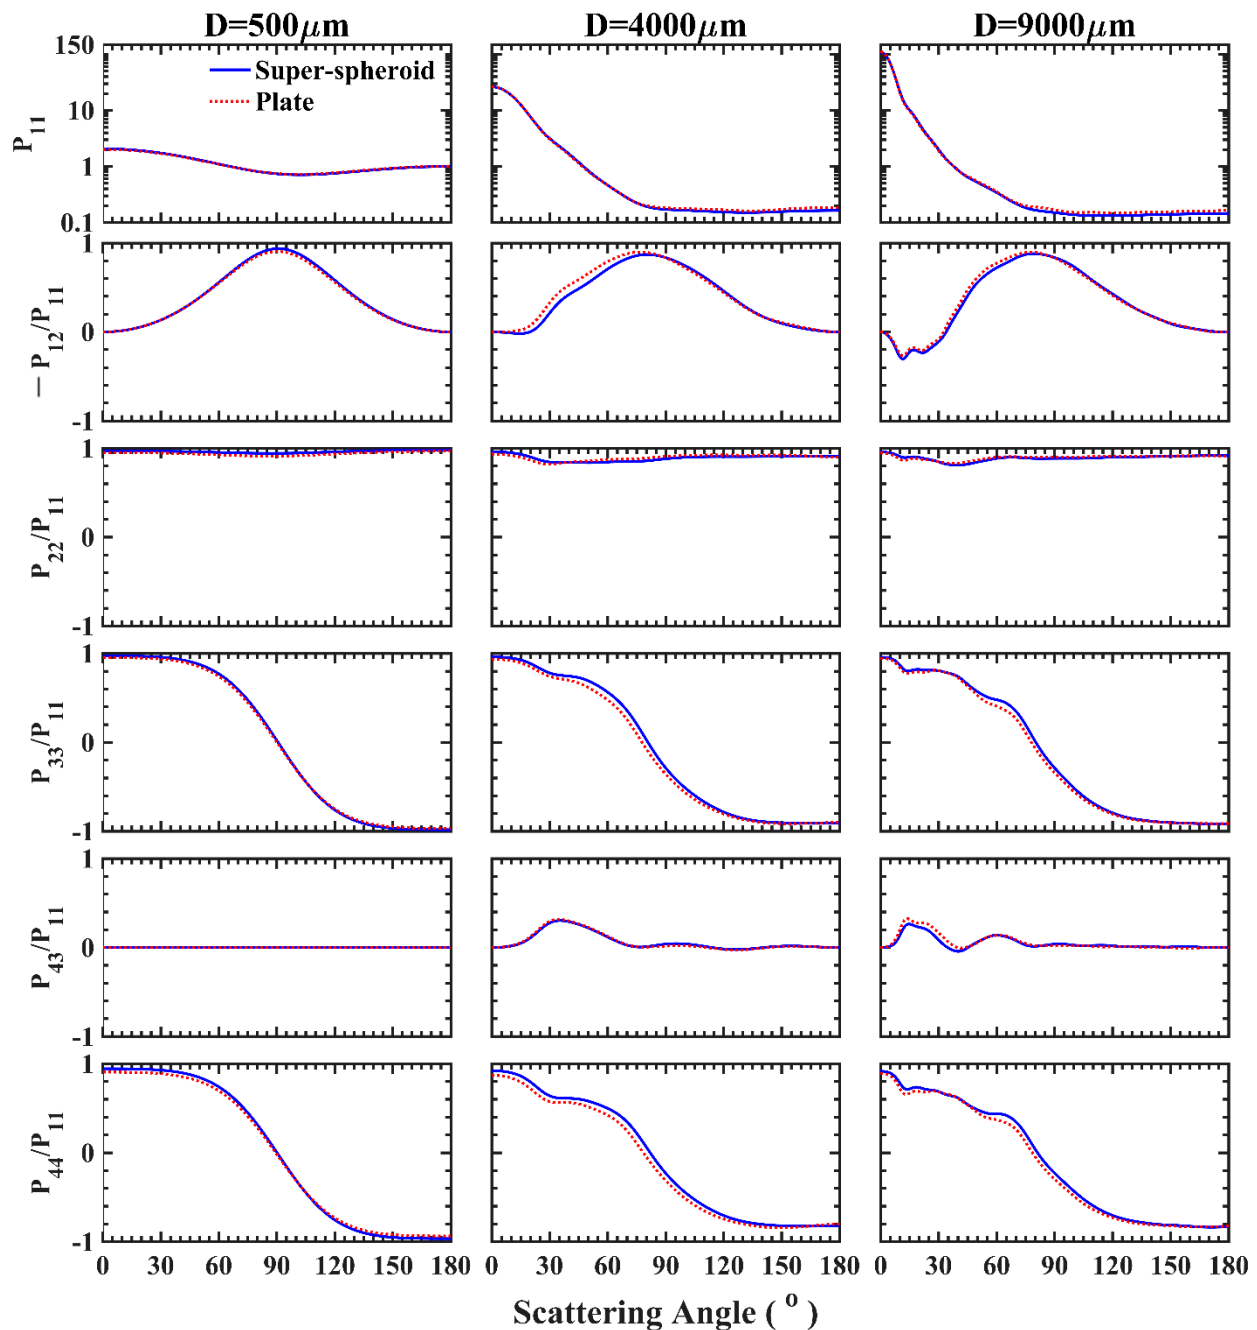 D=500μm D=4000μm D=9000μm
Super-spheroid
Plate
P11
150
10
1
0.1
−P12/P11
1
0
-1
P22/P11
1
0
-1
P33/P11
1
0
-1
P43/P11
1
0
-1
P44/P11
1
0
-1
0 30 60 90 120 150 180 0 30 60 90 120 150 180 0 30 60 90 120 150 180
Scattering Angle ( o )